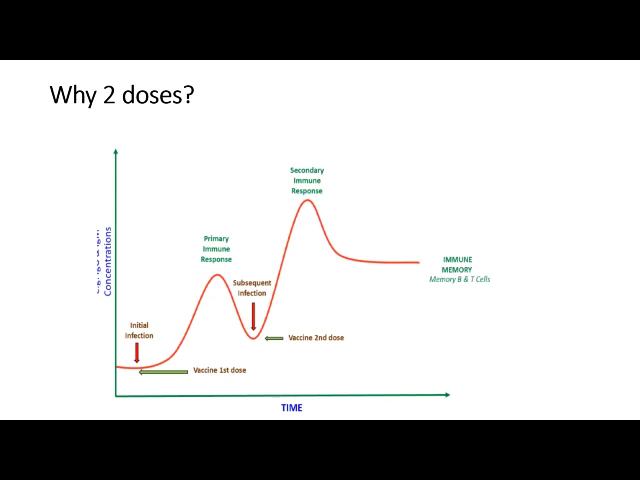 Why 2 doses?
Secondary
Immune
Response
Primary
Immune
Response
Subsequent
Infection
IMMUNE
MEMORY
Memory B & T Cells
Concentrations
Initial
Infection
Vaccine 2nd dose
Vaccine 1st dose
TIME